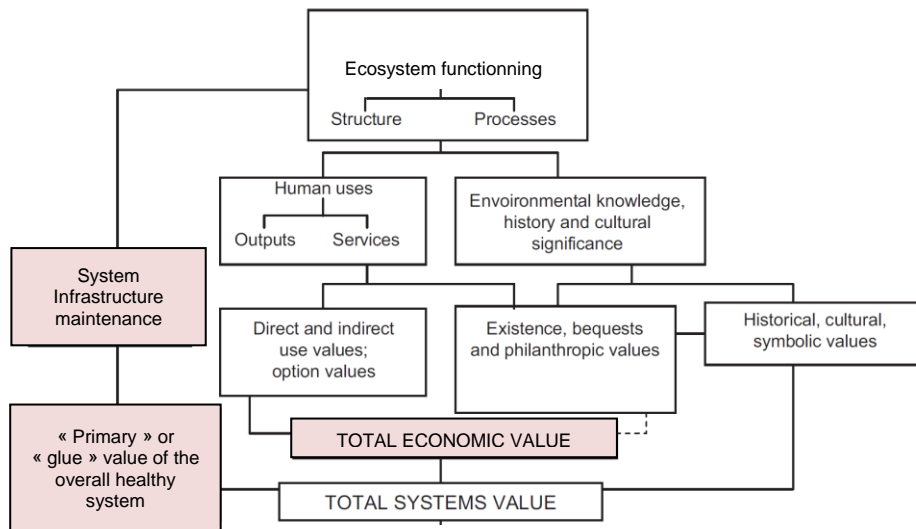 Ecosystem functionning
Structure
Processes
Human uses
Outputs
Services
Envoironmental knowledge,
history and cultural
significance
System
Infrastructure
maintenance
Direct and indirect
use values;
option values
Existence, bequests
and philanthropic values
Historical, cultural,
symbolic values
« Primary » or
« glue » value of the
overall healthy
system
TOTAL ECONOMIC VALUE
TOTAL SYSTEMS VALUE